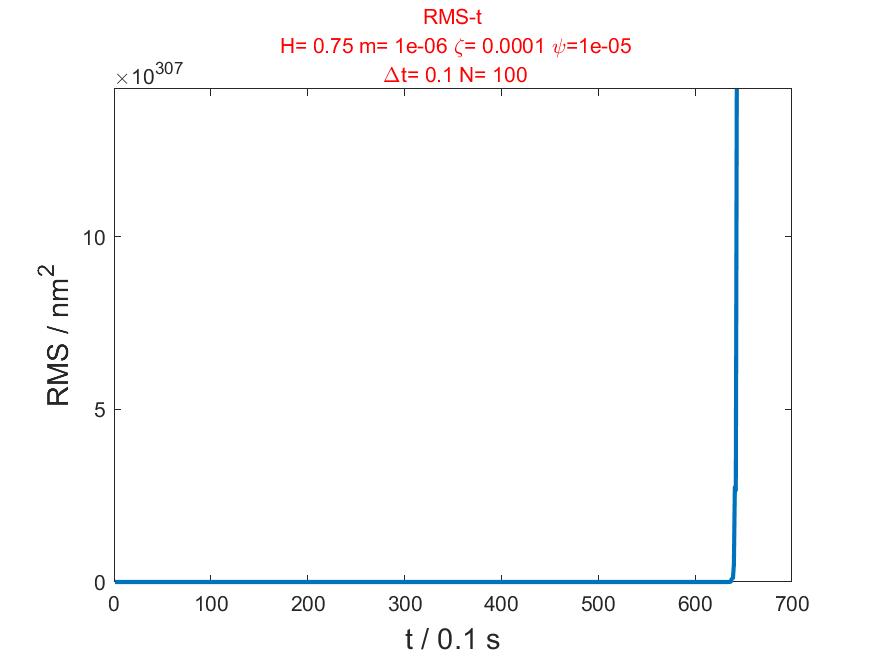 RMS-t
H= 0.75 m= 1e-06 ζ= 0.0001 ψ=1e-05
Δt= 0.1 N= 100
×10^307
RMS / nm^2
10
5
0
0 100 200 300 400 500 600 700
t / 0.1 s